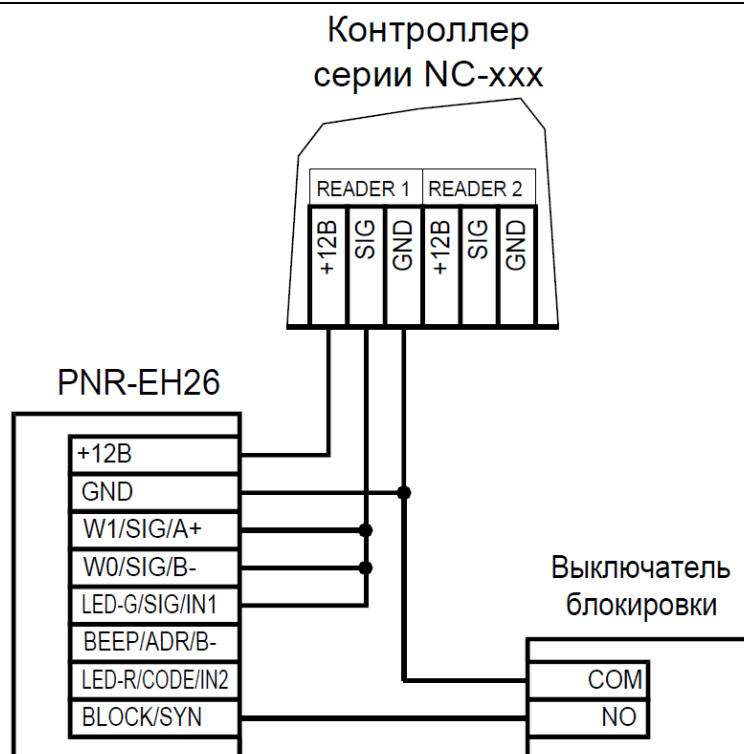 Контроллер
серии NC-xxx
READER 1 READER 2
+12В SIG GND +12В SIG GND
PNR-EH26
+12В
GND
W1/SIG/A+
W0/SIG/B-
LED-G/SIG/IN1
BEEP/ADR/B-
LED-R/CODE/IN2
BLOCK/SYN
Выключатель
блокировки
COM
NO